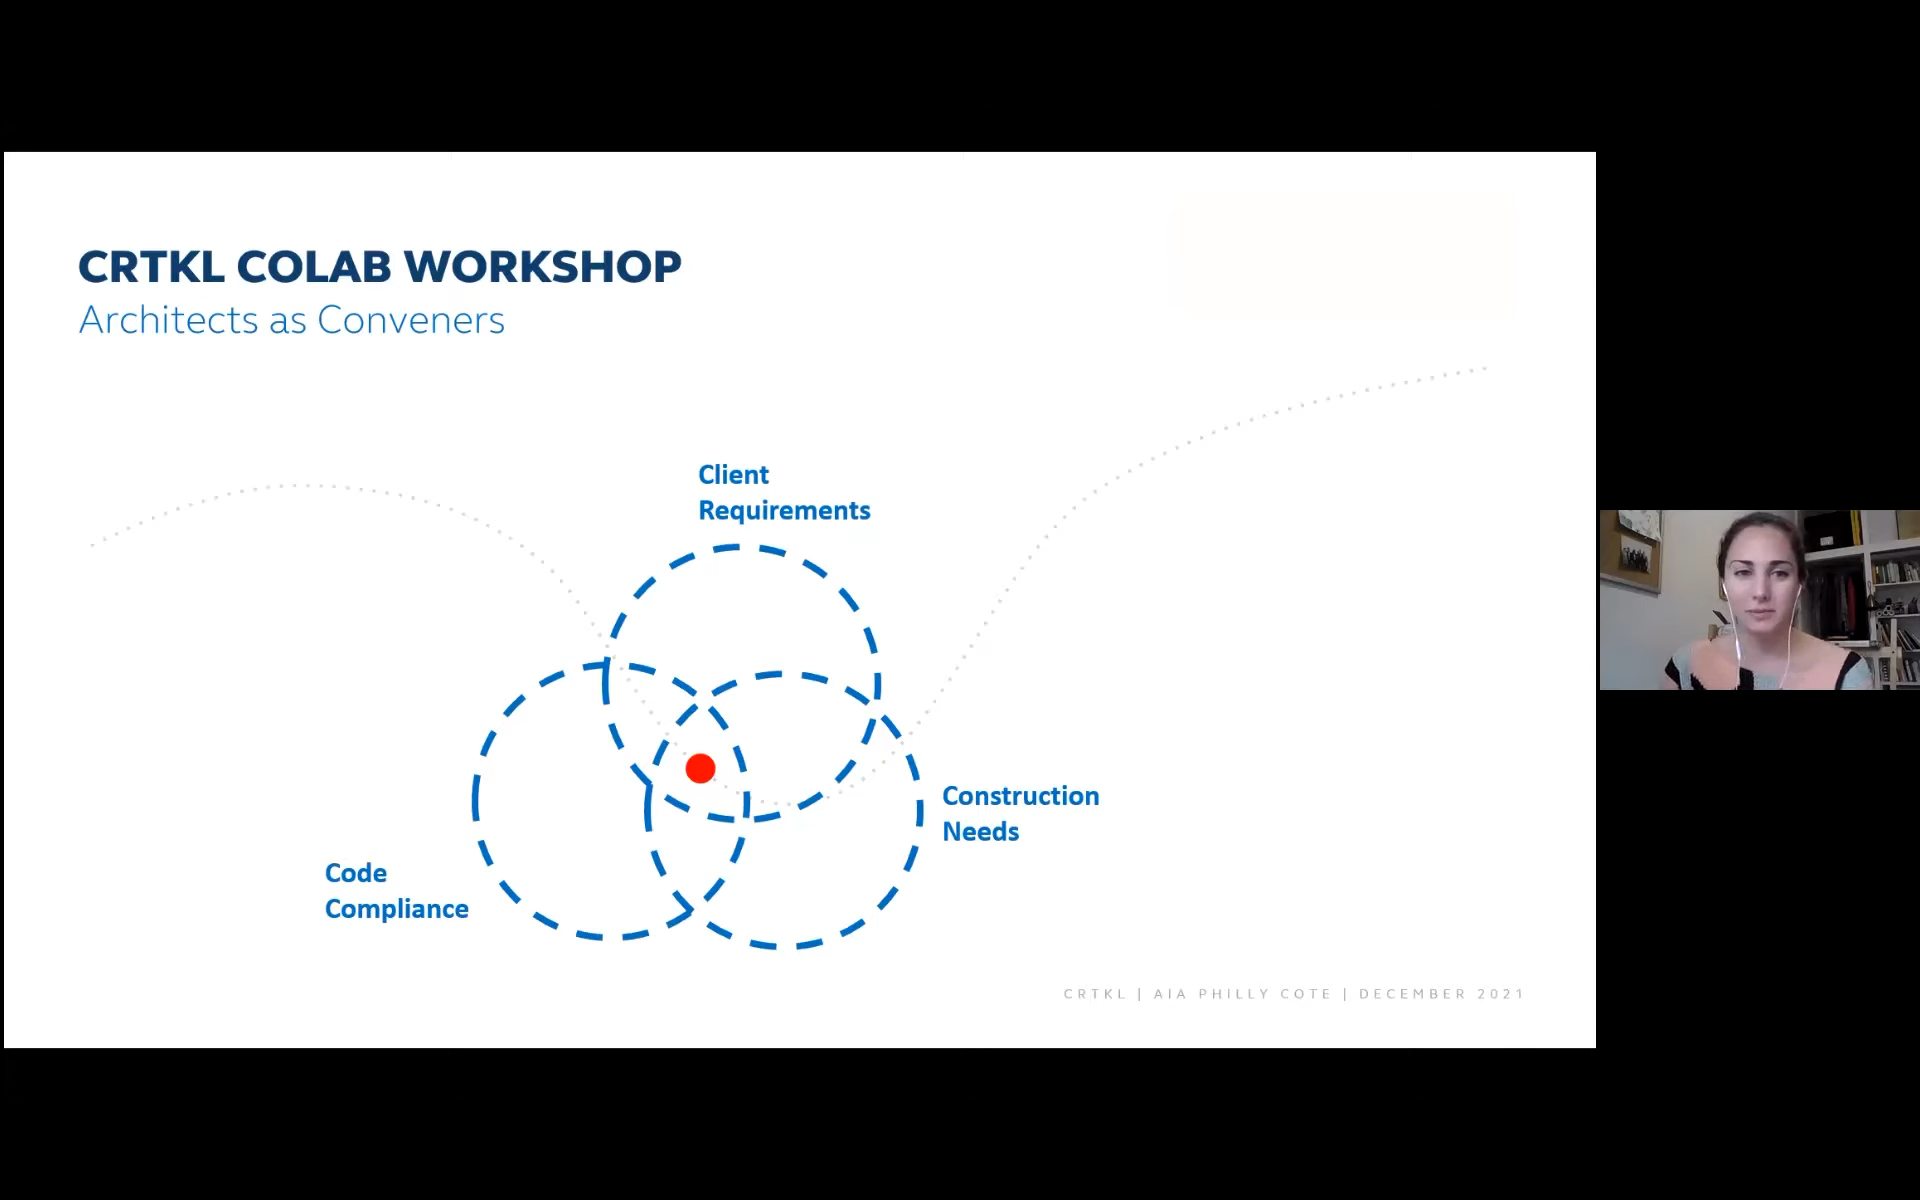 CRTKL COLAB WORKSHOP
Architects as Conveners
Client
Requirements
Construction
Needs
Code
Compliance
CRTKL | AIA PHILLY COTE | DECEMBER 2021